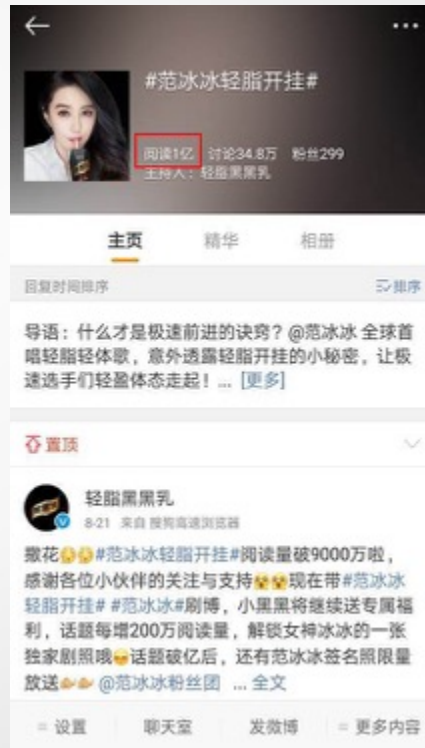 #范冰冰轻脂开挂#
阅读1亿 讨论34.8万 粉丝299
主持人：轻脂黑黑乳
主页 精华 相册
回复时间排序 排序
导语：什么才是极速前进的诀窍？@范冰冰 全球首
唱轻脂轻体歌，意外透露轻脂开挂的小秘密，让极
速选手们轻盈体态走起！... [更多]
置顶
轻脂黑黑乳
8-21 来自 搜狗高速浏览器
撒花#范冰冰轻脂开挂#阅读量破9000万啦，
感谢各位小伙伴的关注与支持现在带#范冰冰
轻脂开挂# #范冰冰#刷博，小黑黑将继续送专属福
利，话题每增200万阅读量，解锁女神冰冰的一张
独家剧照哦话题破亿后，还有范冰冰签名照限量
放送 @范冰冰粉丝团 ... 全文
设置 聊天室 发微博 更多内容